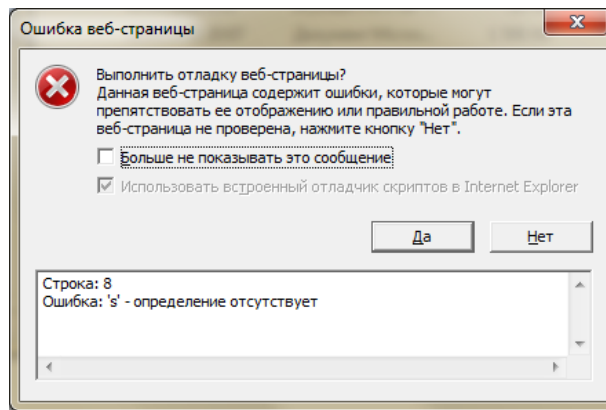 Ошибка веб-страницы
Выполнить отладку веб-страницы?
Данная веб-страница содержит ошибки, которые могут
препятствовать ее отображению или правильной работе. Если эта
веб-страница не проверена, нажмите кнопку "Нет".
Больше не показывать это сообщение
Использовать встроенный отладчик скриптов в Internet Explorer
Да
Нет
Строка: 8
Ошибка: 's' - определение отсутствует